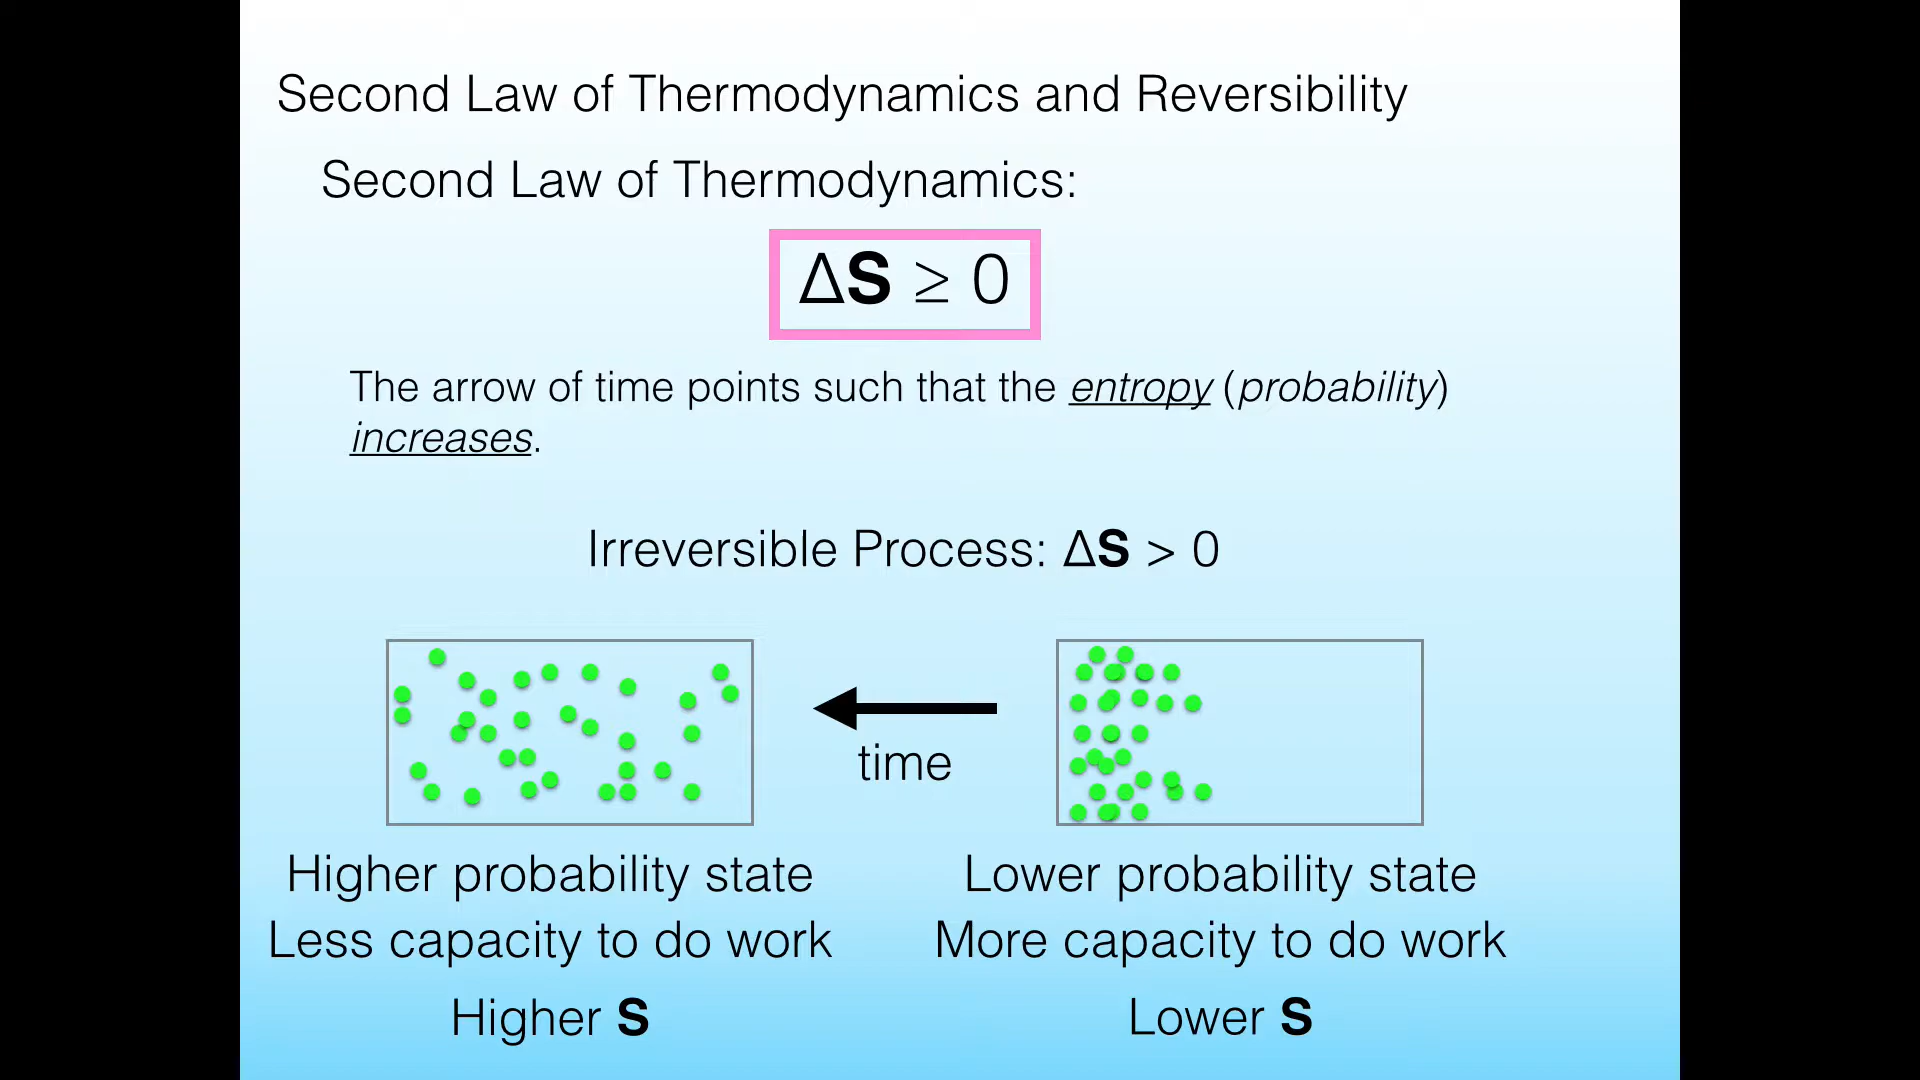 Second Law of Thermodynamics and Reversibility
Second Law of Thermodynamics:
ΔS ≥ 0
The arrow of time points such that the entropy (probability)
increases.
Irreversible Process: ΔS > 0
time
Higher probability state
Less capacity to do work
Higher S
Lower probability state
More capacity to do work
Lower S